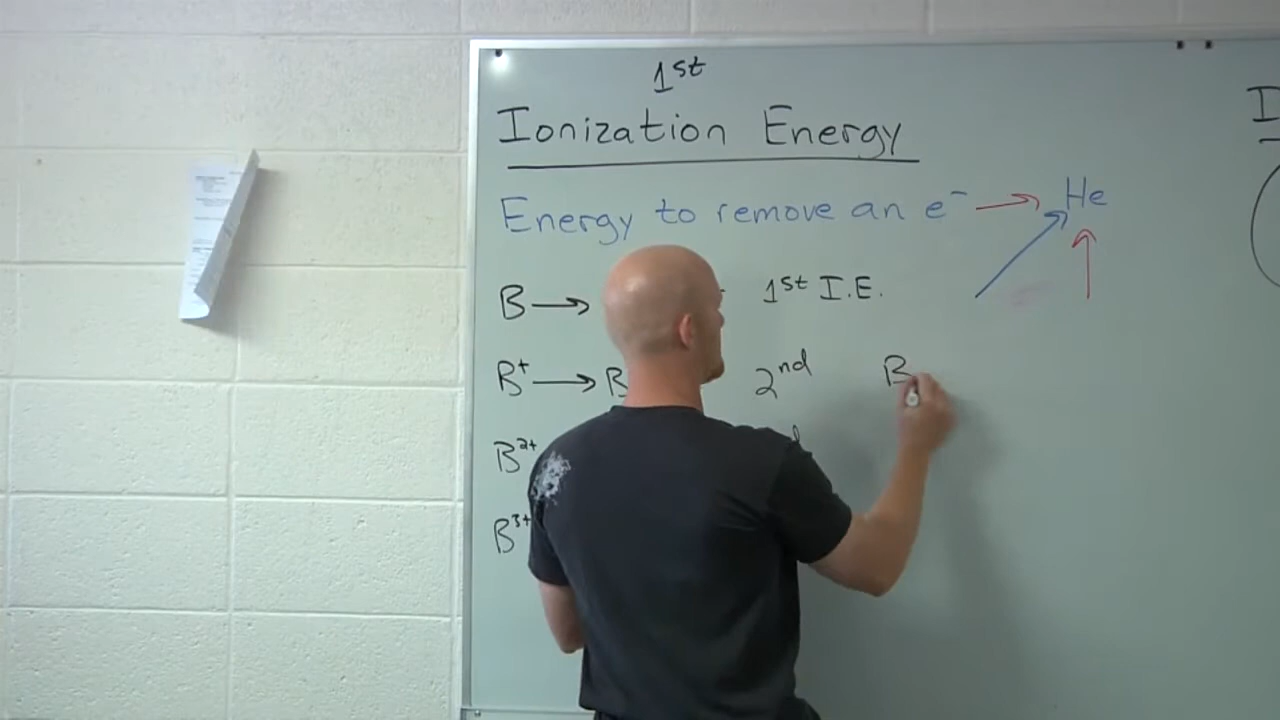 1st
Ionization Energy
Energy to remove an e⁻ → He
B → 1st I.E.
B⁺ → B 2nd B
B²⁺
B³⁺